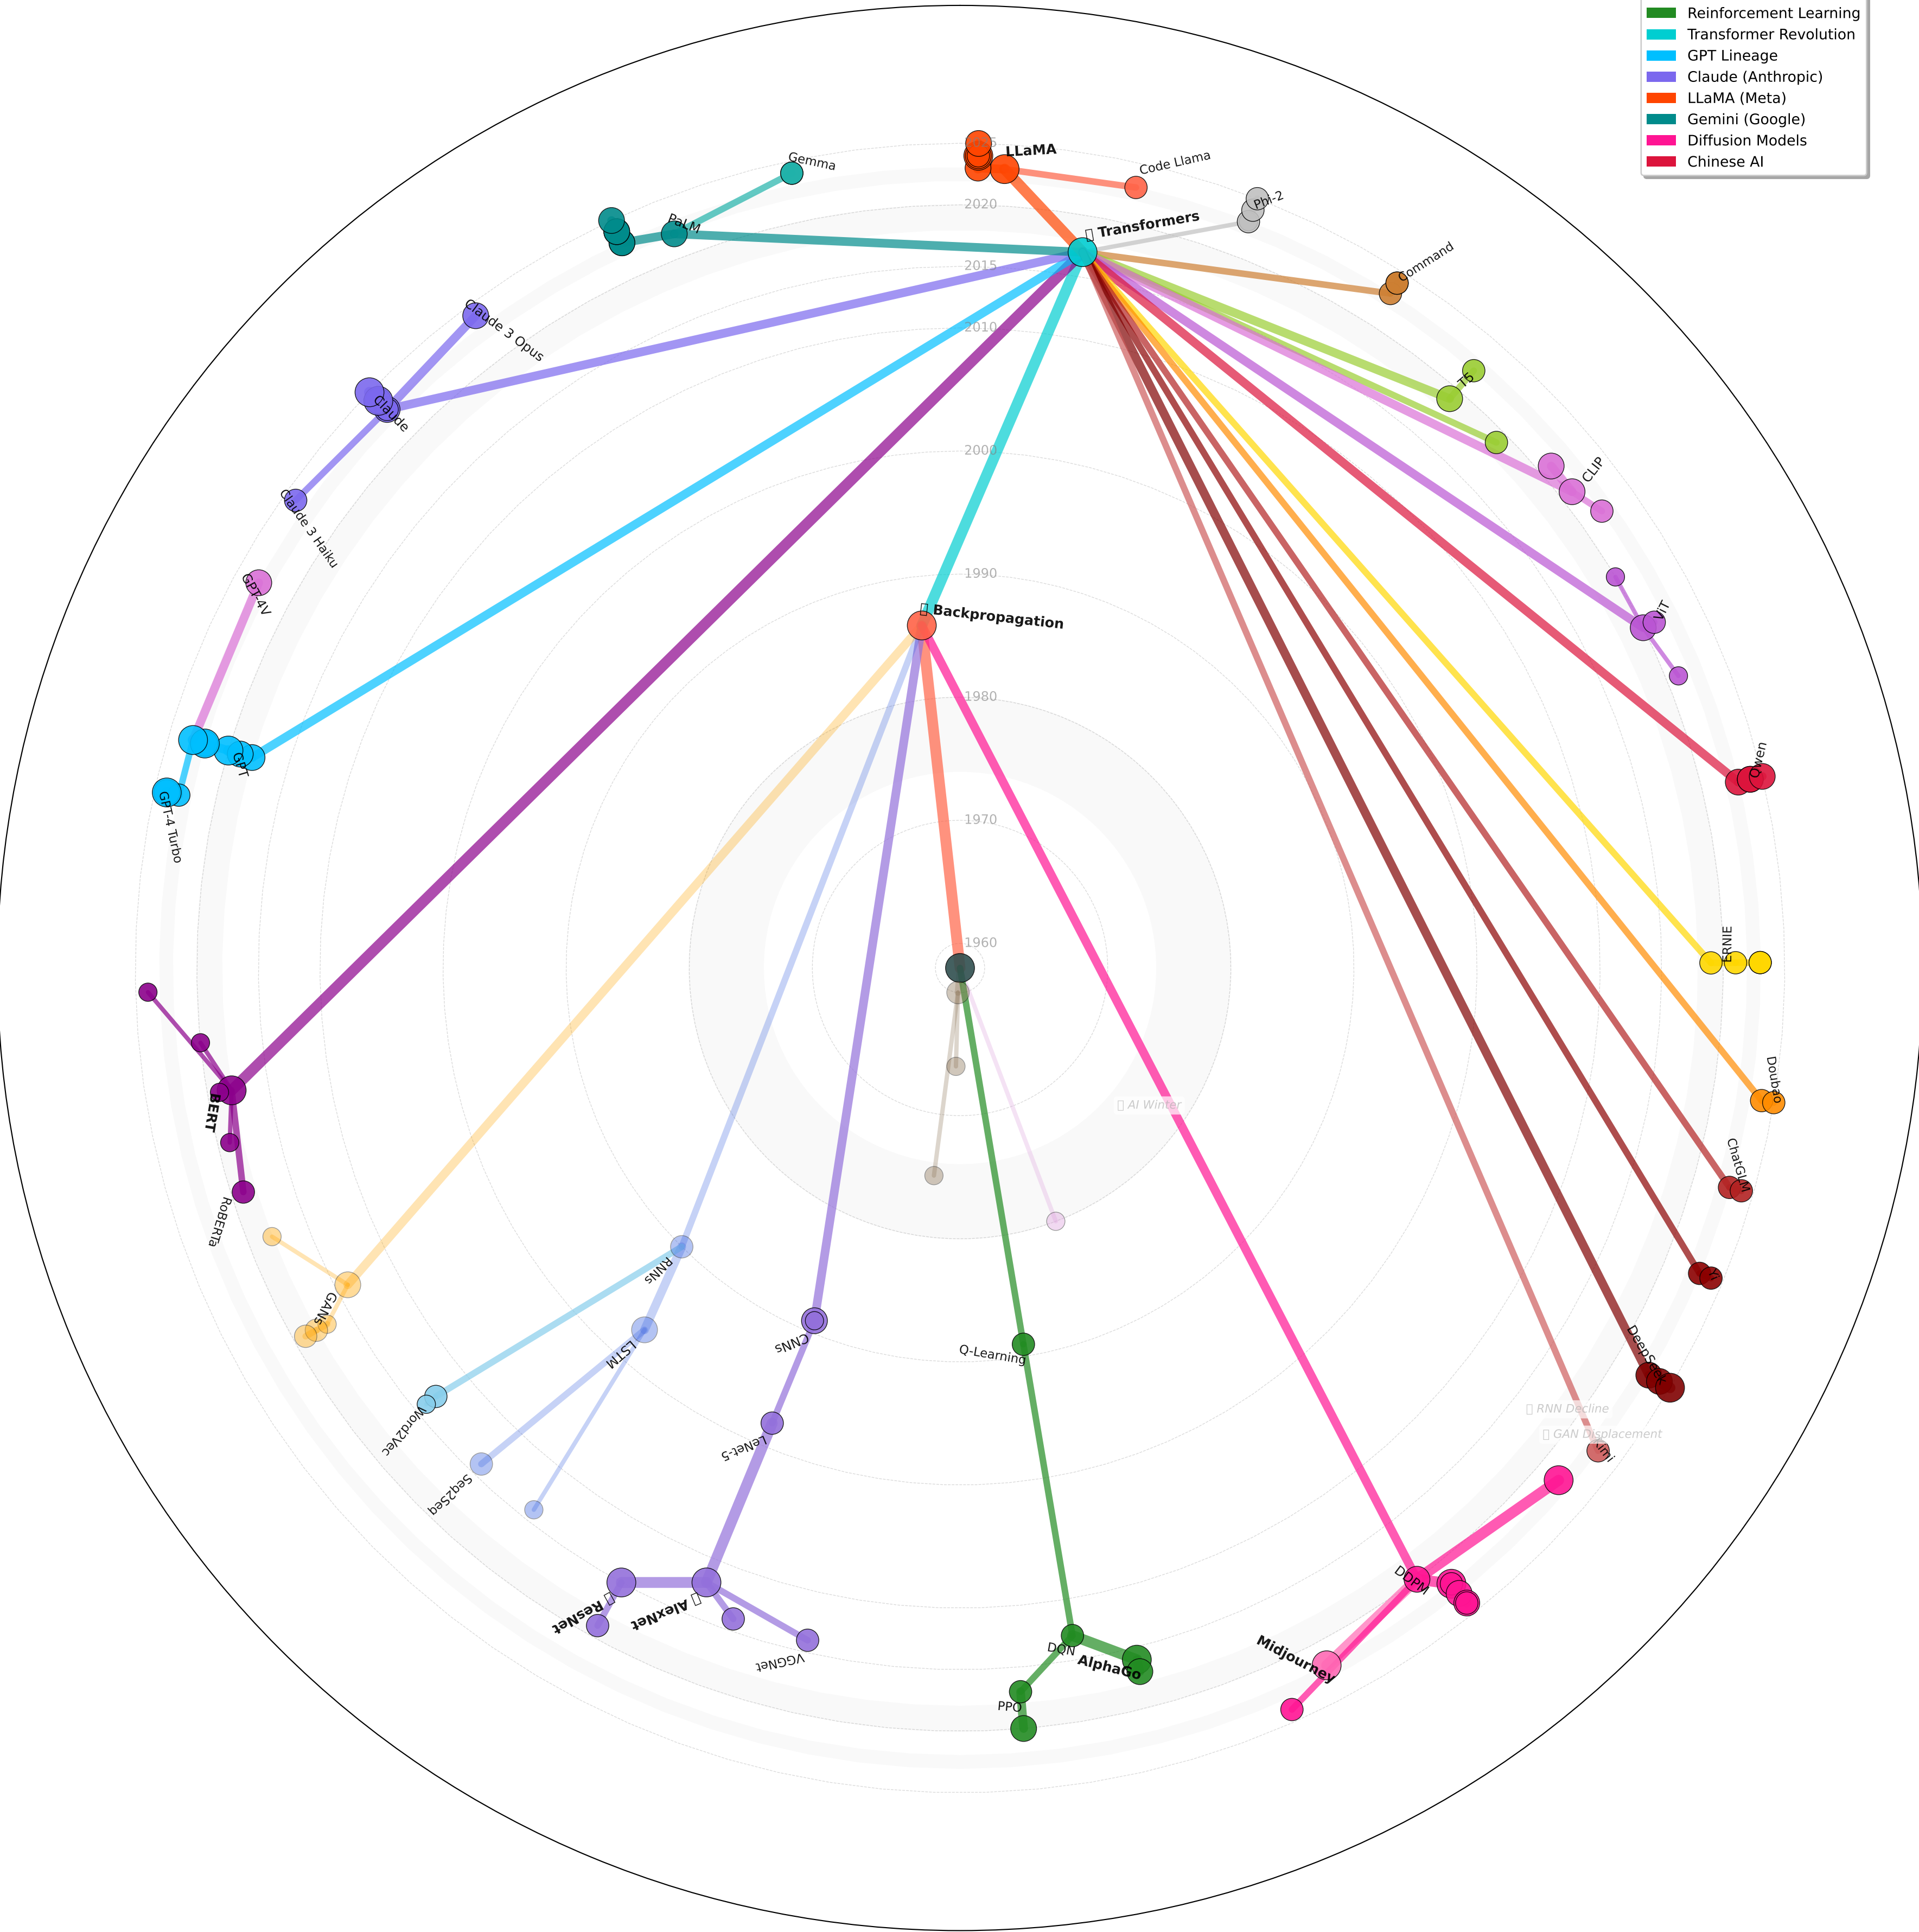 Reinforcement Learning
Transformer Revolution
GPT Lineage
Claude (Anthropic)
LLaMA (Meta)
Gemini (Google)
Diffusion Models
Chinese AI
LLaMA
Code Llama
Gemma
Phi-2
2020
PaLM
Transformers
2015
Command
2010
Claude 3 Opus
T5
Claude
2000
CLIP
Claude 3 Haiku
GPT-4V
1990
ViT
Backpropagation
1980
GPT
Qwen
GPT-4 Turbo
1970
ERNIE
1960
Doubao
BERT
AI Winter
ChatGLM
RoBERTa
RNNs
GANs
CNNs
LSTM
Q-Learning
DeepSeek
Word2Vec
LeNet-5
RNN Decline
GAN Displacement
Seq2Seq
DDPM
ResNet
AlexNet
VGGNet
DQN
AlphaGo
Midjourney
PPO